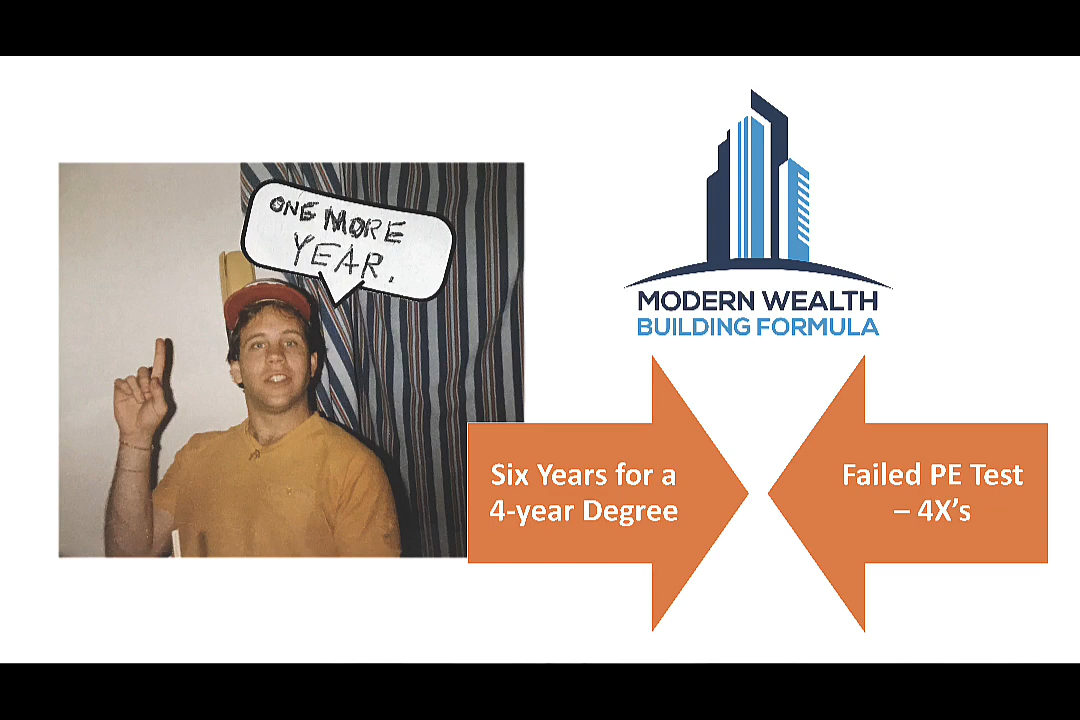 ONE MORE
YEAR.
MODERN WEALTH
BUILDING FORMULA
Six Years for a
4-year Degree
Failed PE Test
– 4X's